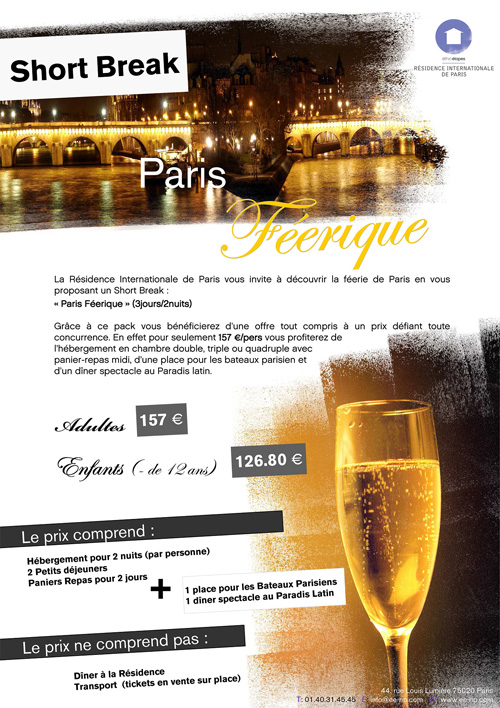 Short Break
RÉSIDENCE INTERNATIONALE
DE PARIS
Paris
Féerique
La Résidence Internationale de Paris vous invite à découvrir la féerie de Paris en vous
proposant un Short Break :
« Paris Féerique » (3jours/2nuits)
Grâce à ce pack vous bénéficierez d'une offre tout compris à un prix défiant toute
concurrence. En effet pour seulement 157 €/pers vous profiterez de
l'hébergement en chambre double, triple ou quadruple avec
panier-repas midi, d'une place pour les bateaux parisien et
d'un dîner spectacle au Paradis latin.
Adultes 157 €
Enfants (- de 12 ans) 126.80 €
Le prix comprend :
Hébergement pour 2 nuits (par personne)
2 Petits déjeuners
Paniers Repas pour 2 jours
+
1 place pour les Bateaux Parisiens
1 dîner spectacle au Paradis Latin
Le prix ne comprend pas :
Dîner à la Résidence
Transport (tickets en vente sur place)
44, rue Louis Lumière 75020 Paris
T: 01.40.31.45.45